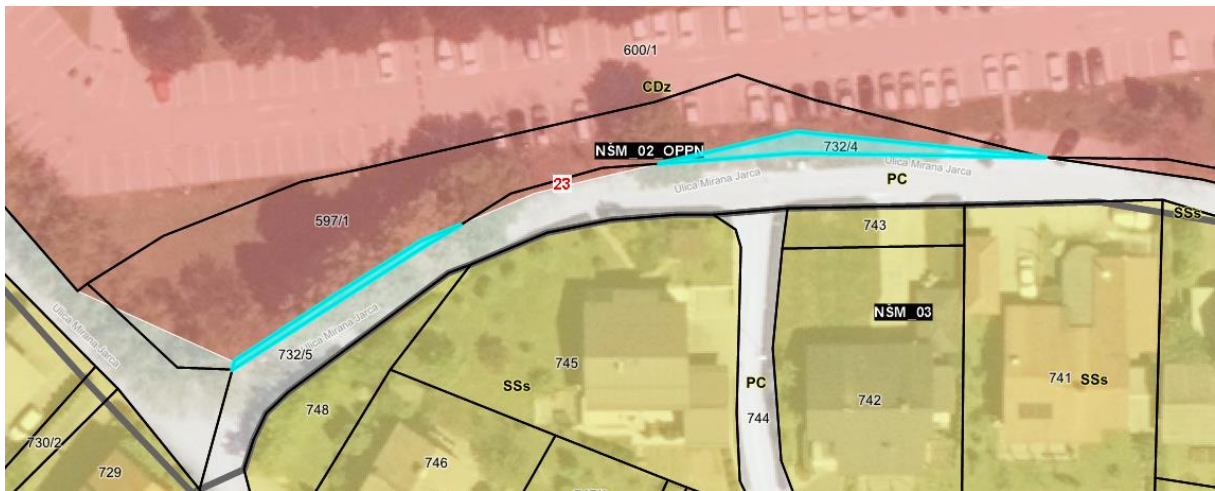 600/1
CDz
NŠM_02_OPPN
732/4
Ulica Mirana Jarca
Ulica Mirana Jarca
PC
23
597/1
SSs
743
Ulica Mirana Jarca
Ulica Mirana Jarca
NŠM_03
732/5
745
741
SSs
SSs
PC
742
748
744
730/2
746
729